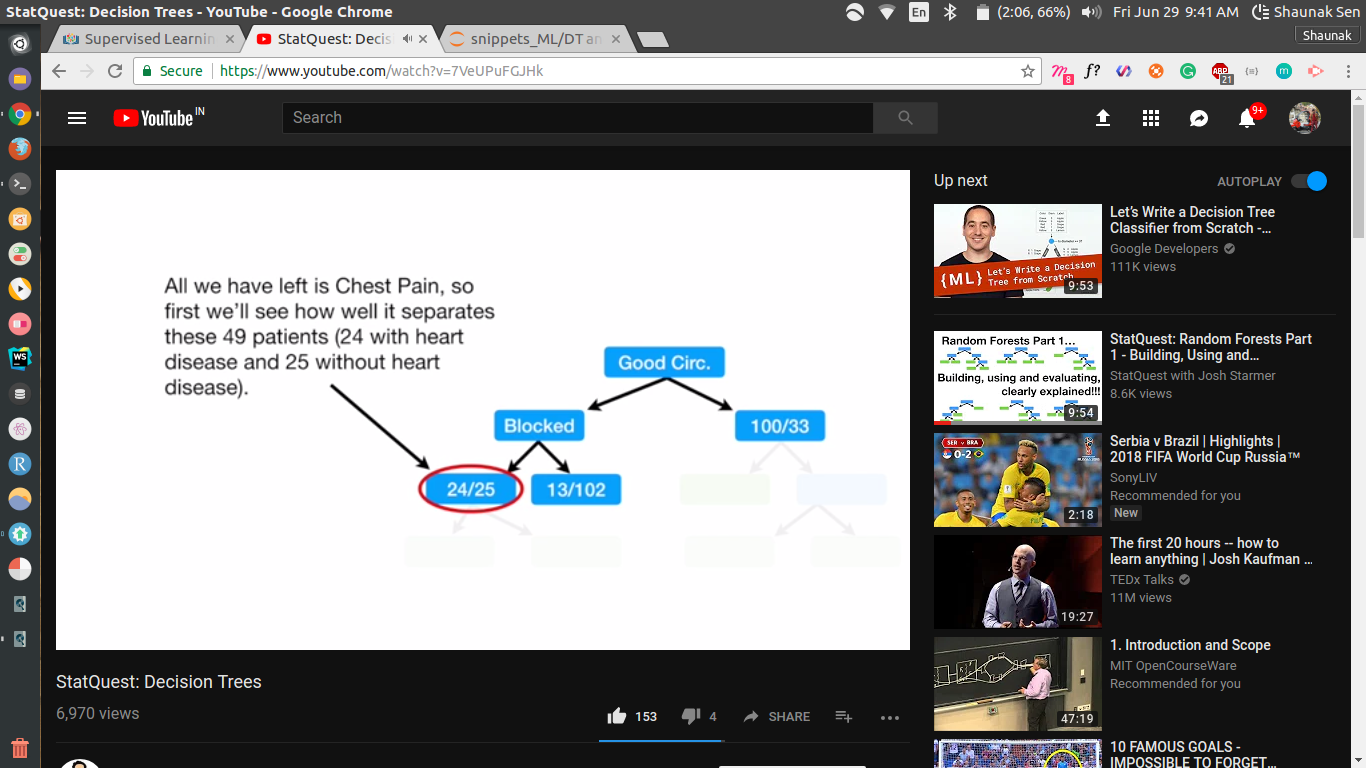 StatQuest: Decision Trees - YouTube - Google Chrome
En
(2:06, 66%)
Fri Jun 29 9:41 AM
Shaunak Sen
Supervised Learnin
StatQuest: Decis
snippets_ML/DT an
Shaunak
Secure
https://www.youtube.com/watch?v=7VeUPuFGJHk
8
f?
ABP
21
m
YouTube IN
Search
9+
Up next
AUTOPLAY
All we have left is Chest Pain, so
first we'll see how well it separates
these 49 patients (24 with heart
disease and 25 without heart
disease).
Good Circ.
Blocked
100/33
24/25
13/102
{ML} Let's Write a Decision
Tree from Scratch
9:53
Let's Write a Decision Tree
Classifier from Scratch -…
Google Developers
111K views
Random Forests Part 1…
Building, using and evaluating,
clearly explained!!!
9:54
StatQuest: Random Forests Part
1 - Building, Using and…
StatQuest with Josh Starmer
8.6K views
SER v BRA
0-2
2:18
Serbia v Brazil | Highlights |
2018 FIFA World Cup Russia™
SonyLIV
Recommended for you
New
19:27
The first 20 hours -- how to
learn anything | Josh Kaufman …
TEDx Talks
11M views
47:19
1. Introduction and Scope
MIT OpenCourseWare
Recommended for you
10 FAMOUS GOALS -
IMPOSSIBLE TO FORGET…
StatQuest: Decision Trees
6,970 views
153
4
SHARE
WS
R